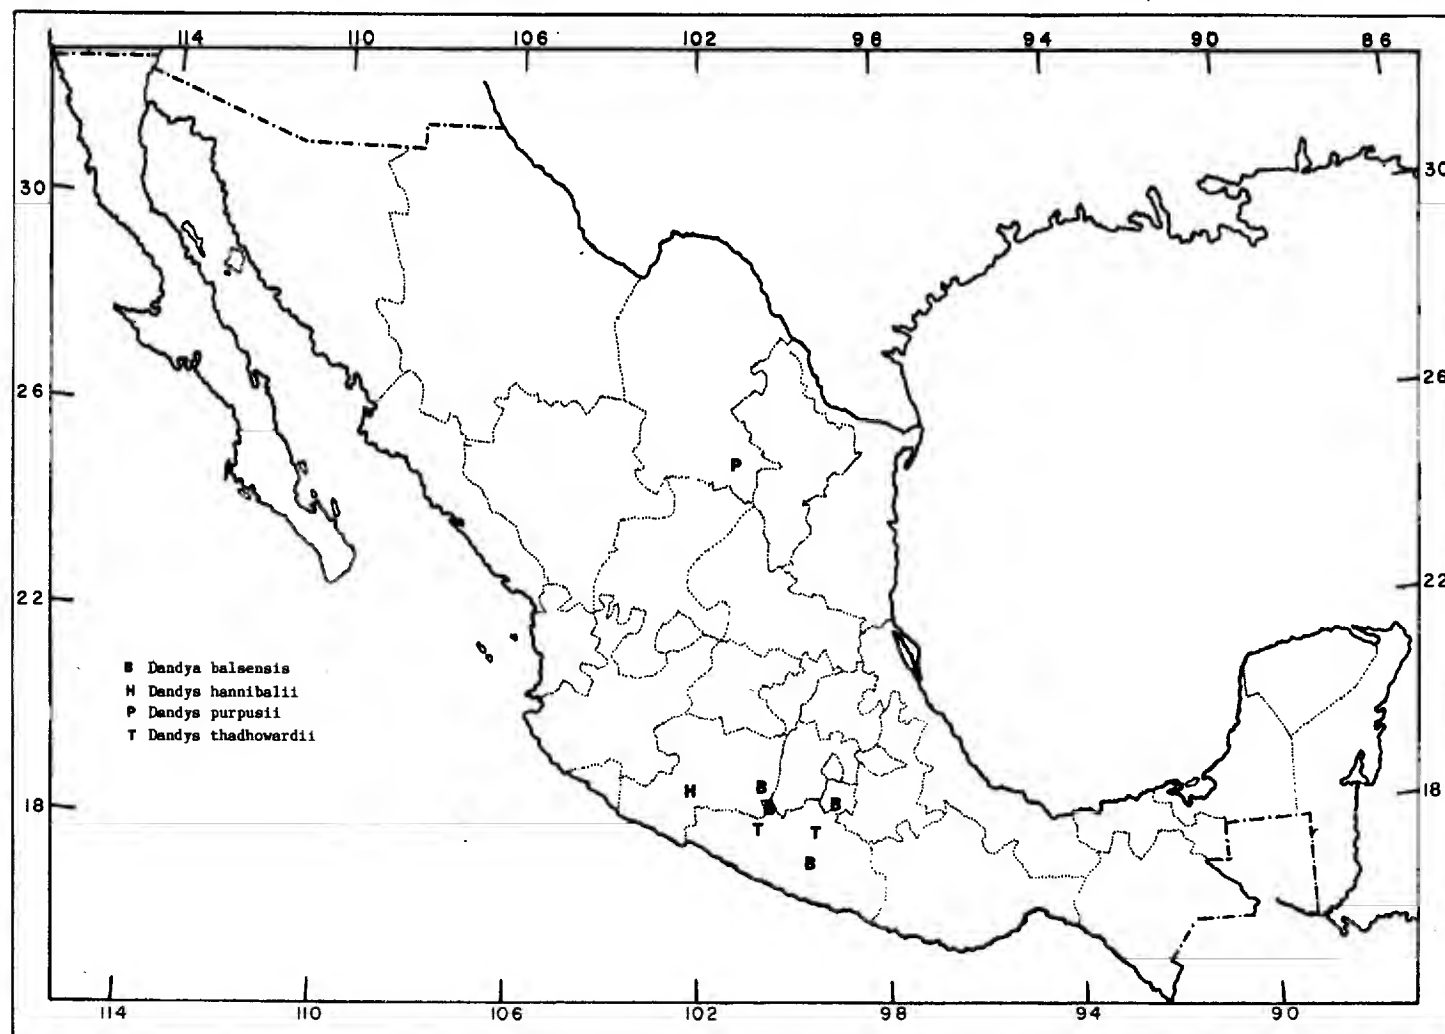 114 110 106 102 98 94 90 86
30 30
26 26
P
22 22
B Dandya balsensis
H Dandys hannibalii
P Dandys purpusii
T Dandys thadhowardii
B
H B
18 18
T T
B
114 110 106 102 98 94 90